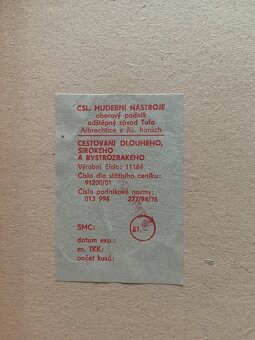 ČSL. HUDEBNÍ NÁSTROJE
oborový podnik
odštěpný závod Tofa
Albrechtice v Jiz. horách
CESTOVÁNÍ DLOUHÉHO,
ŠIROKÉHO
A BYSTROZRAKÉHO
Výrobní číslo: 11164
Číslo dle státního ceníku:
91200/01
Číslo podnikové normy:
013 994 277/94/76
SMC: 27,—
datum exp.:
zn. TKK:
počet kusů: